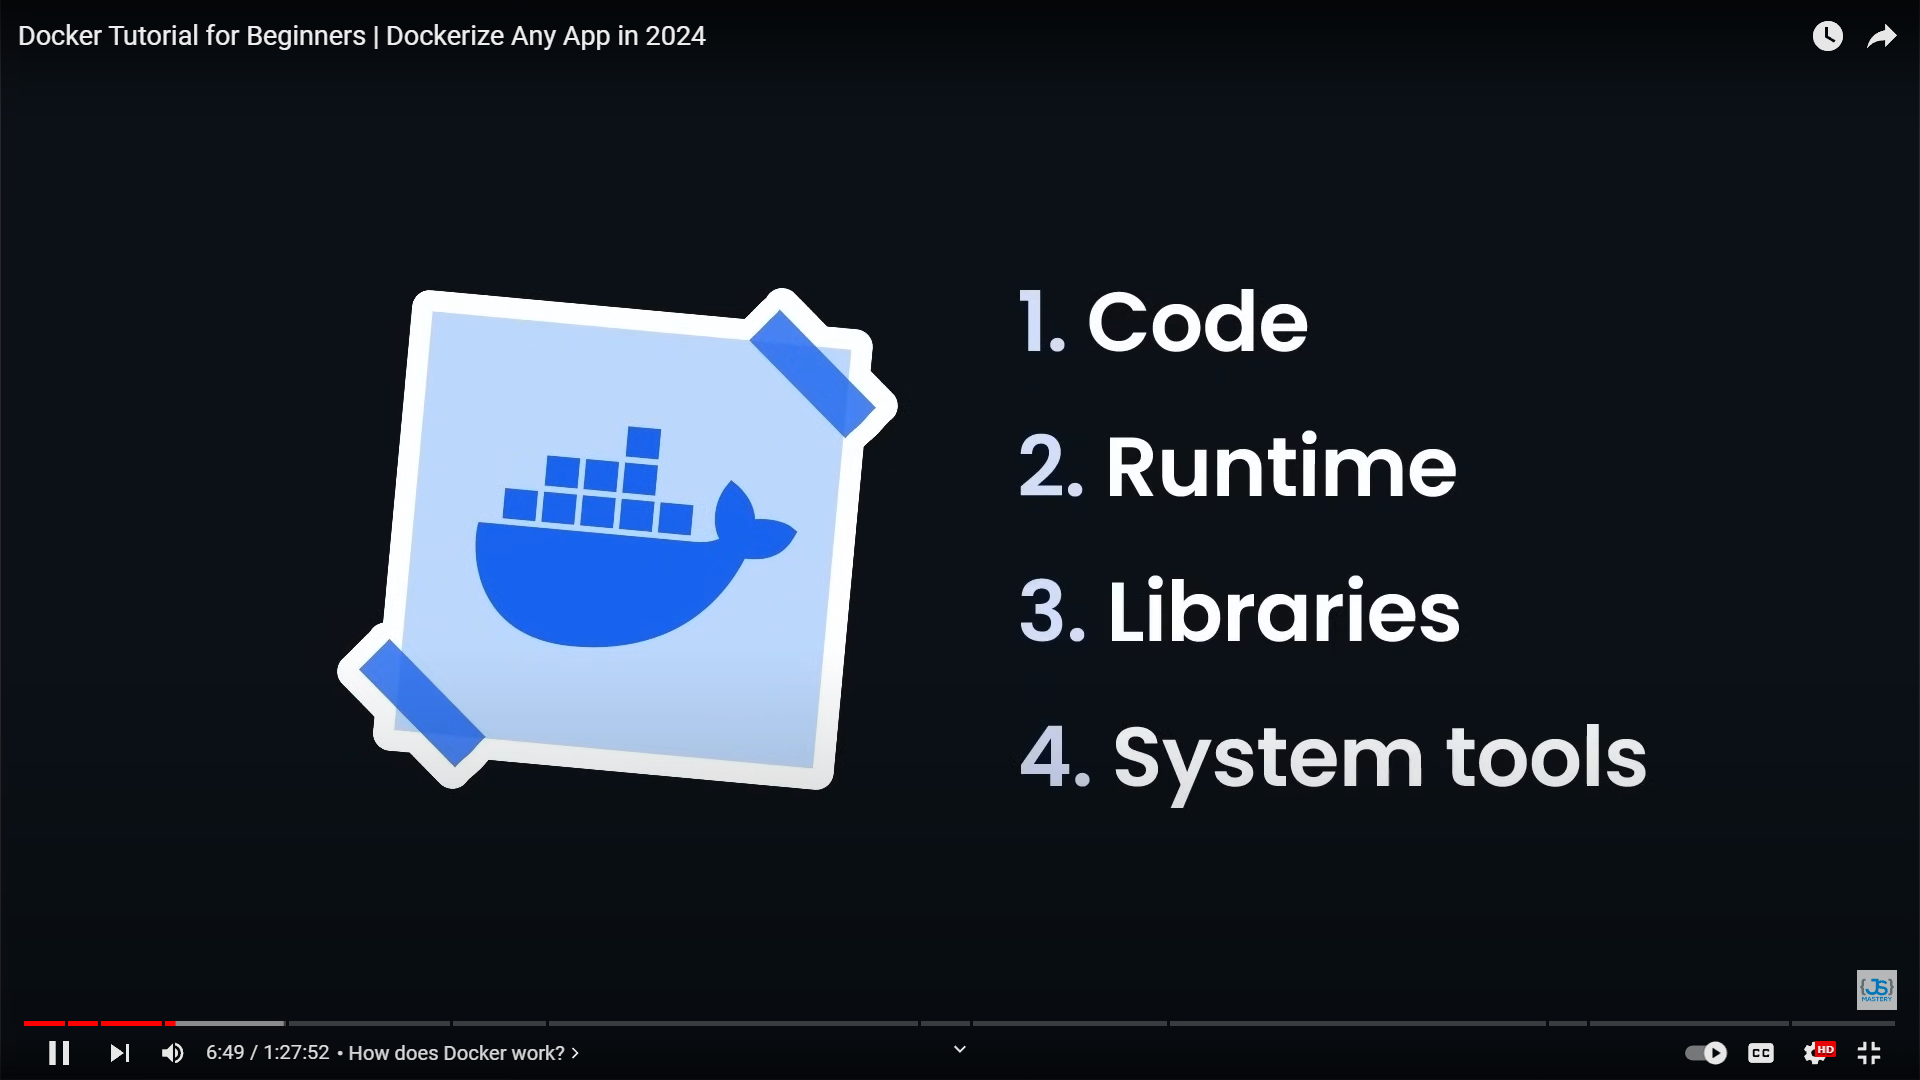 Docker Tutorial for Beginners | Dockerize Any App in 2024
1. Code
2. Runtime
3. Libraries
4. System tools
{JS}
MASTERY
6:49 / 1:27:52 • How does Docker work?
CC
HD